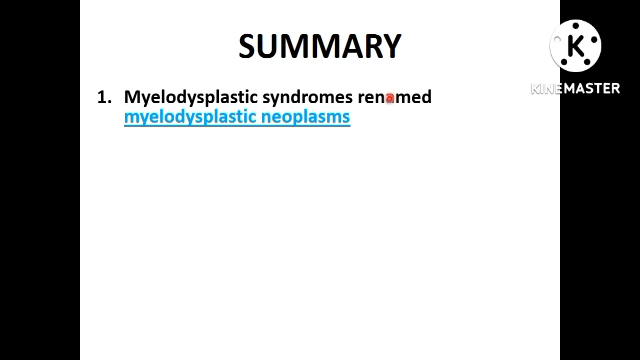 SUMMARY
1. Myelodysplastic syndromes renamed
myelodysplastic neoplasms
K
KINEMASTER